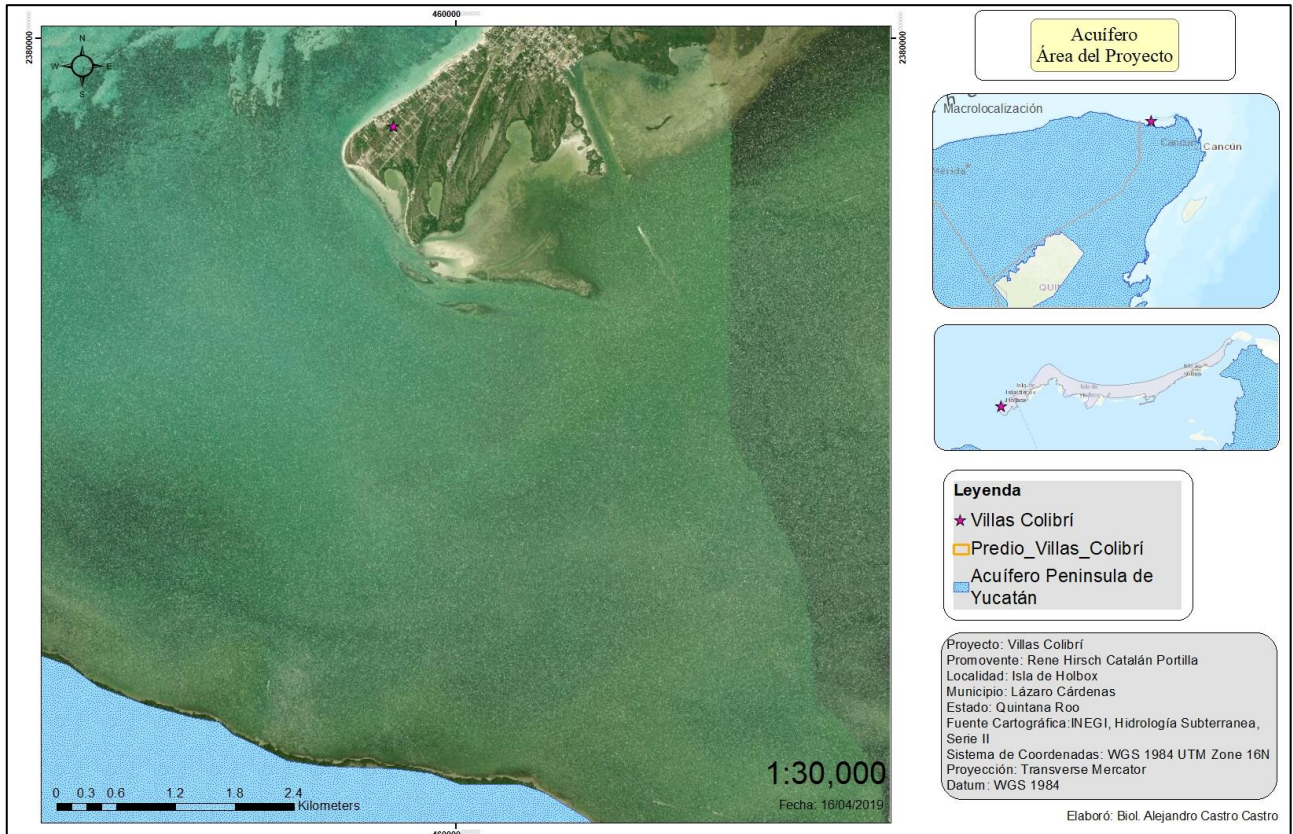 460000
2380000
2380000
N
W E
S
Acuífero
Área del Proyecto
Macrolocalización
Mérida
Cancún Cancún
QUI
Isla de
Holbox
Leyenda
Villas Colibrí
Predio_Villas_Colibrí
Acuífero Peninsula de
Yucatán
Proyecto: Villas Colibrí
Promovente: Rene Hirsch Catalán Portilla
Localidad: Isla de Holbox
Municipio: Lázaro Cárdenas
Estado: Quintana Roo
Fuente Cartográfica:INEGI, Hidrología Subterranea,
Serie II
Sistema de Coordenadas: WGS 1984 UTM Zone 16N
Proyección: Transverse Mercator
Datum: WGS 1984
1:30,000
Fecha: 16/04/2019
0 0.3 0.6 1.2 1.8 2.4
Kilometers
Elaboró: Biol. Alejandro Castro Castro
460000